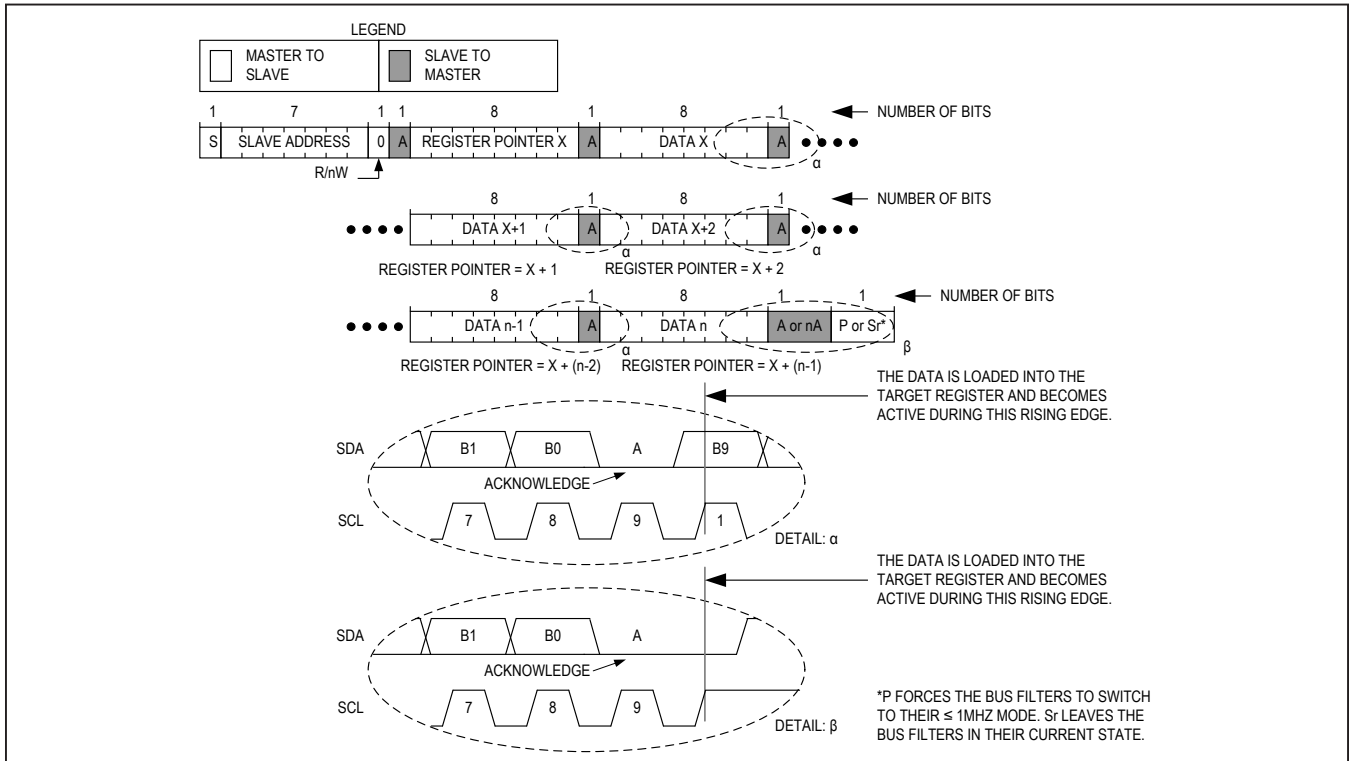 LEGEND
MASTER TO
SLAVE
SLAVE TO
MASTER
1 7 1 1 8 1 8 1 NUMBER OF BITS
S SLAVE ADDRESS 0 A REGISTER POINTER X A DATA X A α
R/nW
8 1 8 1 NUMBER OF BITS
DATA X+1 A α DATA X+2 A α
REGISTER POINTER = X + 1 REGISTER POINTER = X + 2
8 1 8 1 1 NUMBER OF BITS
DATA n-1 A α DATA n A or nA P or Sr* β
REGISTER POINTER = X + (n-2) REGISTER POINTER = X + (n-1)
THE DATA IS LOADED INTO THE
TARGET REGISTER AND BECOMES
ACTIVE DURING THIS RISING EDGE.
SDA B1 B0 A B9
ACKNOWLEDGE
SCL 7 8 9 1
DETAIL: α
THE DATA IS LOADED INTO THE
TARGET REGISTER AND BECOMES
ACTIVE DURING THIS RISING EDGE.
SDA B1 B0 A
ACKNOWLEDGE
SCL 7 8 9
DETAIL: β
*P FORCES THE BUS FILTERS TO SWITCH
TO THEIR ≤ 1MHZ MODE. Sr LEAVES THE
BUS FILTERS IN THEIR CURRENT STATE.